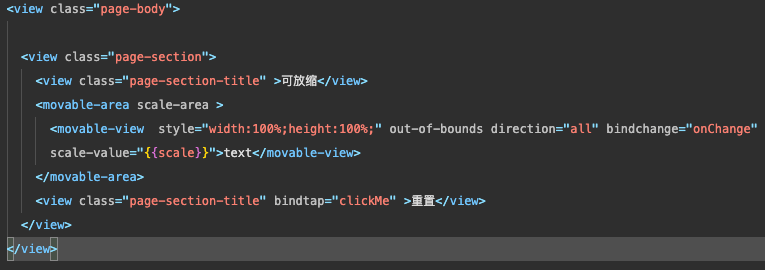 <view class="page-body">
<view class="page-section">
<view class="page-section-title" >可放缩</view>
<movable-area scale-area >
<movable-view  style="width:100%;height:100%;" out-of-bounds direction="all" bindchange="onChange"
scale-value="{{scale}}">text</movable-view>
</movable-area>
<view class="page-section-title" bindtap="clickMe" >重置</view>
</view>
</view>